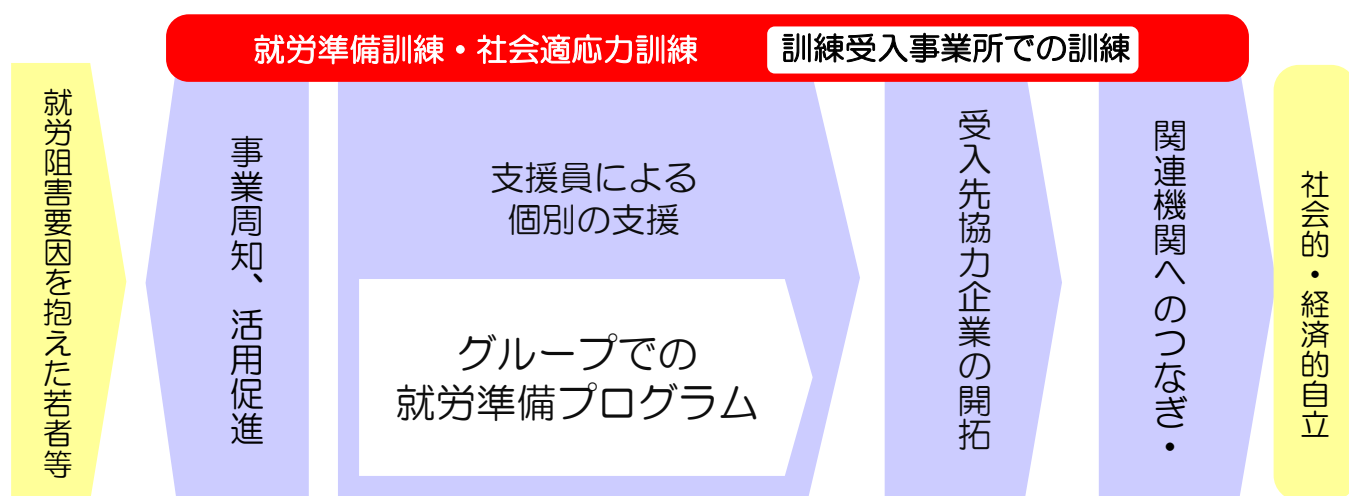 就労準備訓練・社会適応力訓練
訓練受入事業所での訓練
就労阻害要因を抱えた若者等
事業周知、活用促進
支援員による
個別の支援
グループでの
就労準備プログラム
受入先協力企業の開拓
関連機関へのつなぎ・
社会的・経済的自立